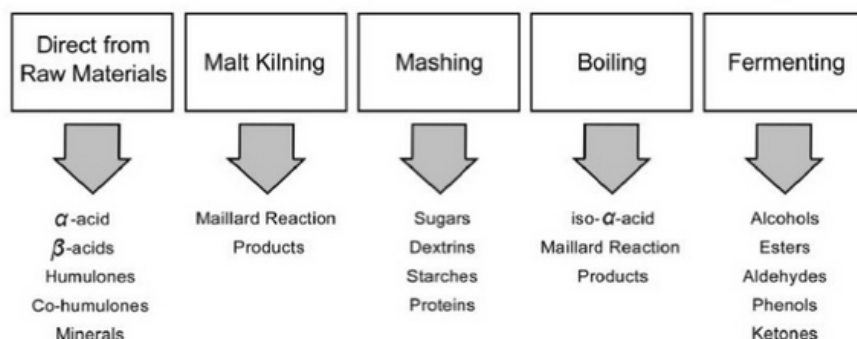 Direct from
Raw Materials
Malt Kilning
Mashing
Boiling
Fermenting
α-acid
β-acids
Humulones
Co-humulones
Minerals
Maillard Reaction
Products
Sugars
Dextrins
Starches
Proteins
iso-α-acid
Maillard Reaction
Products
Alcohols
Esters
Aldehydes
Phenols
Ketones